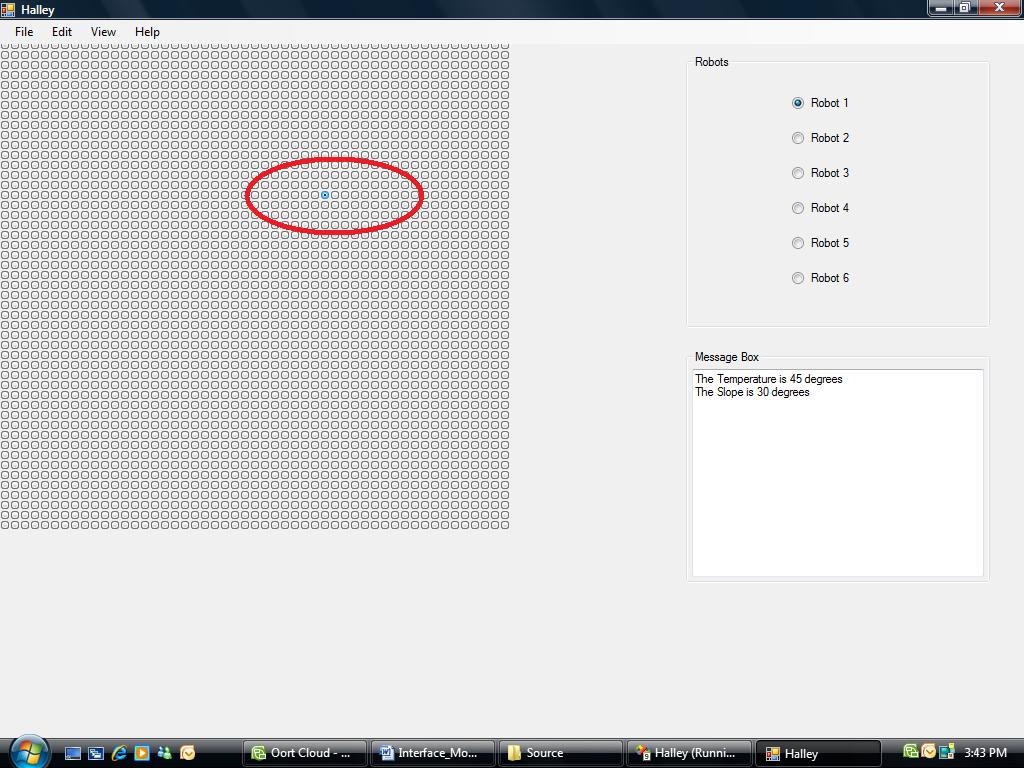 Halley
File Edit View Help
Robots
Robot 1
Robot 2
Robot 3
Robot 4
Robot 5
Robot 6
Message Box
The Temperature is 45 degrees
The Slope is 30 degrees
Oort Cloud - ... Interface_Mo... Source Halley (Runni... Halley 3:43 PM